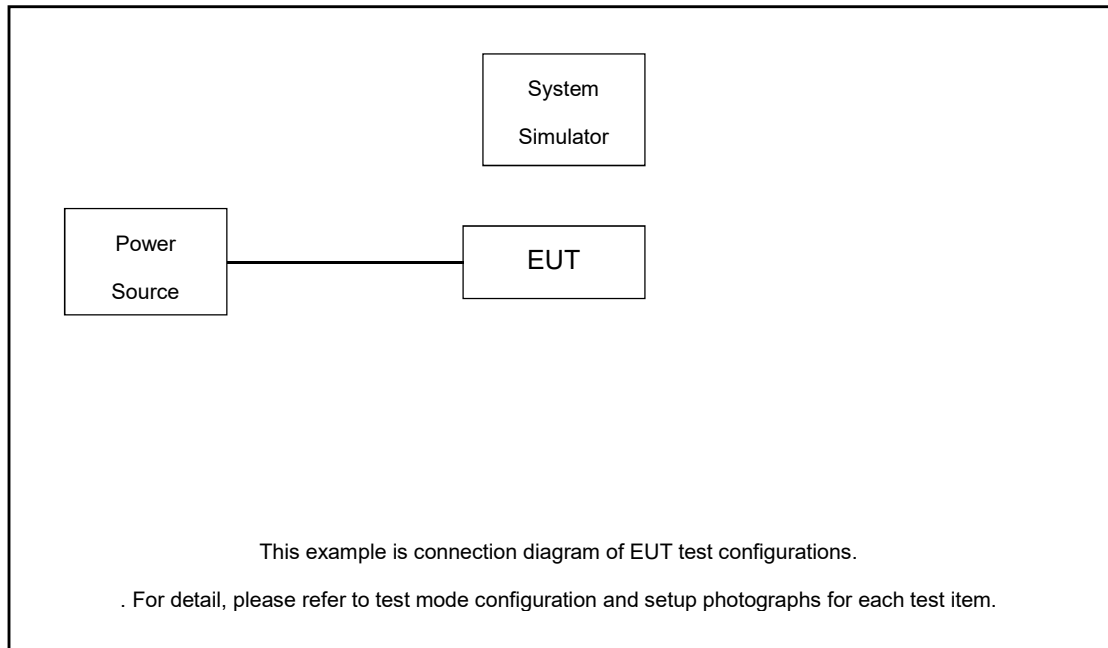 System
Simulator
Power
Source
EUT
This example is connection diagram of EUT test configurations.
. For detail, please refer to test mode configuration and setup photographs for each test item.